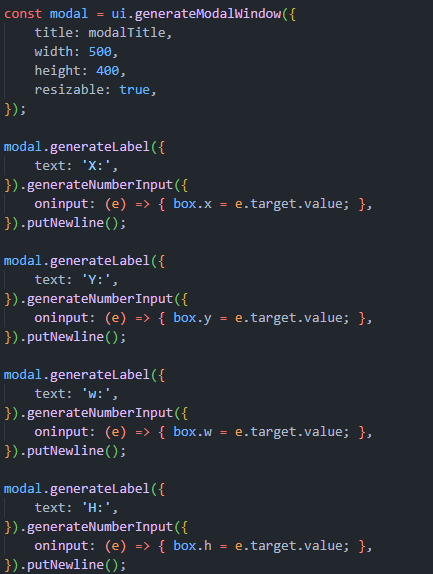 const modal = ui.generateModalWindow({
    title: modalTitle,
    width: 500,
    height: 400,
    resizable: true,
});

modal.generateLabel({
    text: 'X:',
}).generateNumberInput({
    oninput: (e) => { box.x = e.target.value; },
}).putNewline();

modal.generateLabel({
    text: 'Y:',
}).generateNumberInput({
    oninput: (e) => { box.y = e.target.value; },
}).putNewline();

modal.generateLabel({
    text: 'w:',
}).generateNumberInput({
    oninput: (e) => { box.w = e.target.value; },
}).putNewline();

modal.generateLabel({
    text: 'H:',
}).generateNumberInput({
    oninput: (e) => { box.h = e.target.value; },
}).putNewline();